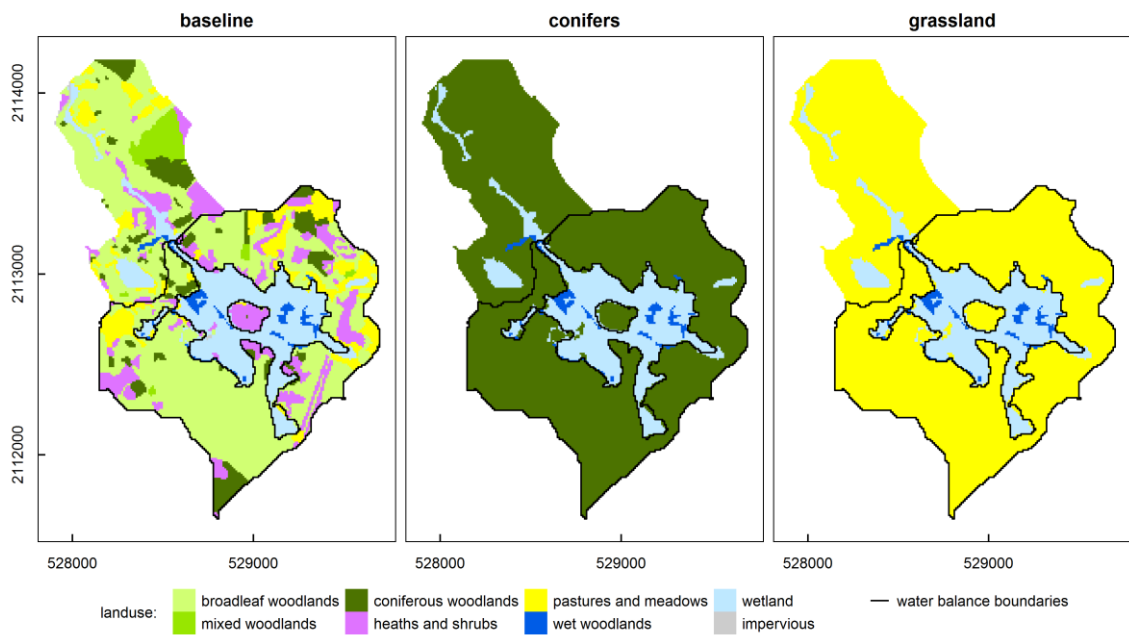 baseline conifers grassland
2114000
2113000
2112000
528000 529000 528000 529000 528000 529000
landuse: broadleaf woodlands coniferous woodlands pastures and meadows wetland water balance boundaries
mixed woodlands heaths and shrubs wet woodlands impervious